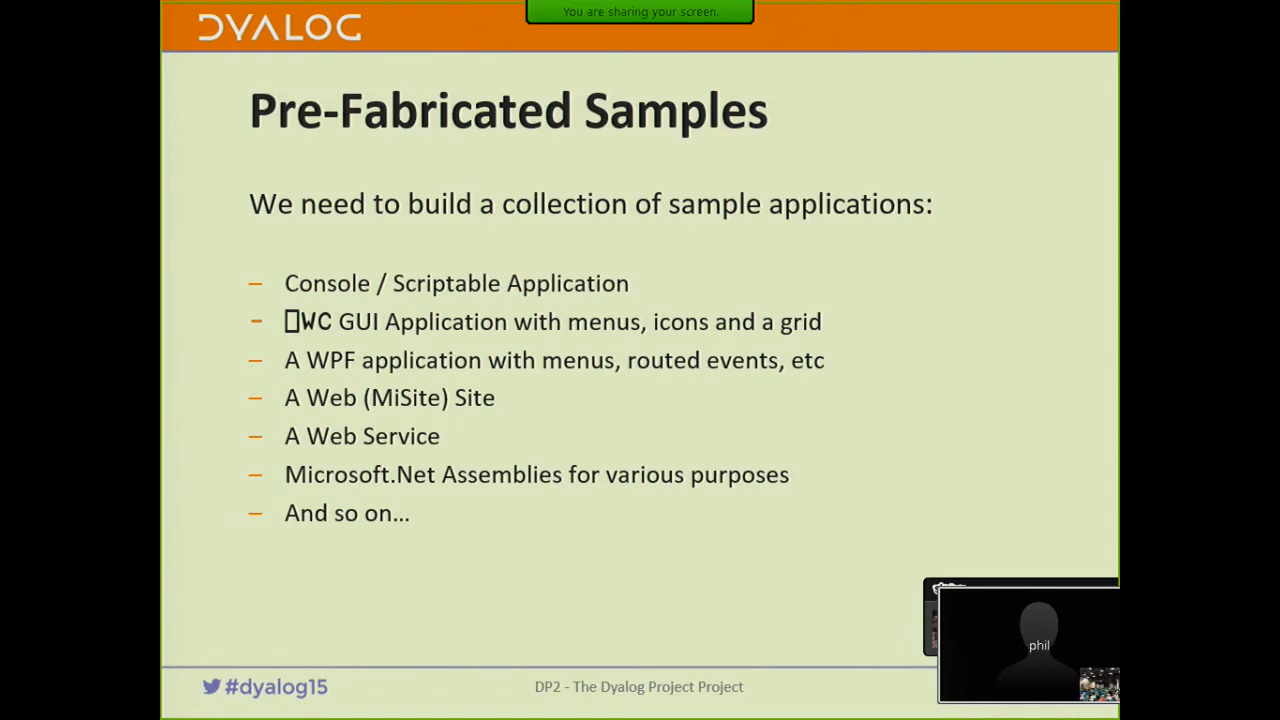 You are sharing your screen.
DYALOG
Pre-Fabricated Samples
We need to build a collection of sample applications:
– Console / Scriptable Application
– ⎕WC GUI Application with menus, icons and a grid
– A WPF application with menus, routed events, etc
– A Web (MiSite) Site
– A Web Service
– Microsoft.Net Assemblies for various purposes
– And so on…
phil
#dyalog15
DP2 - The Dyalog Project Project